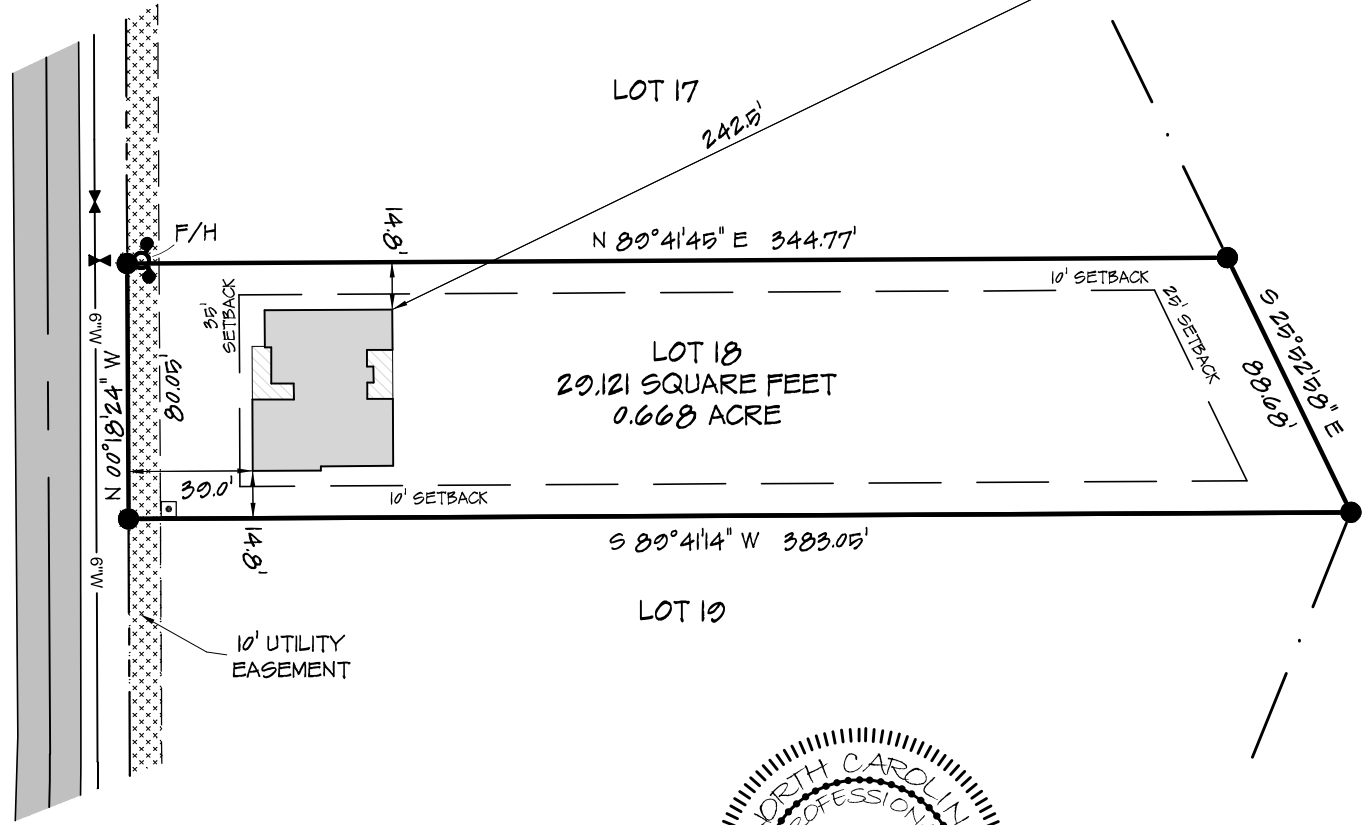 LOT 17
242.5'
F/H
14.8'
N 89°41'45" E 344.77'
10' SETBACK
35'
SETBACK
25' SETBACK
S 25°52'58" E
88.68'
6"W
N 00°18'24" W
80.05'
LOT 18
29,121 SQUARE FEET
0.668 ACRE
39.0'
10' SETBACK
14.8'
S 89°41'14" W 383.05'
6"W
LOT 19
10' UTILITY
EASEMENT
ORTH CAROLIN
OFESSION